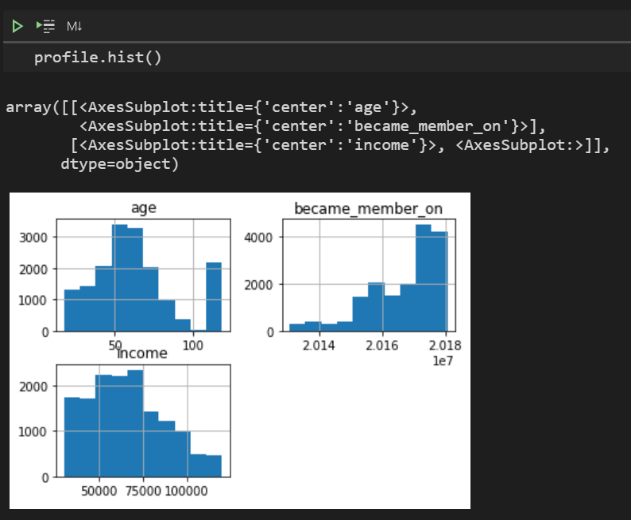 M↓
profile.hist()
array([[<AxesSubplot:title={'center':'age'}>,
<AxesSubplot:title={'center':'became_member_on'}>],
[<AxesSubplot:title={'center':'income'}>, <AxesSubplot:>]],
dtype=object)
age
became_member_on
3000
2000
1000
0
50
100
4000
2000
0
2.014
2.016
2.018
1e7
income
2000
1000
0
50000
75000
100000